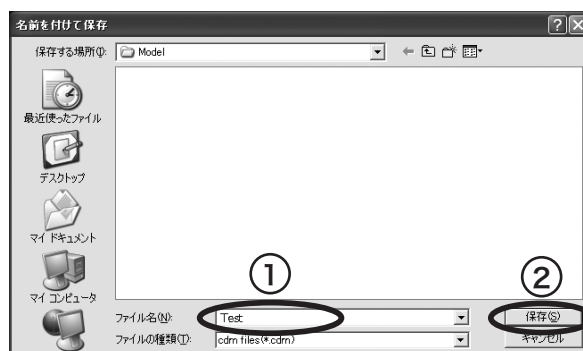 名前を付けて保存
保存する場所(I):
Model
最近使ったファイル
デスクトップ
マイ ドキュメント
マイ コンピュータ
①
②
ファイル名(N):
Test
保存(S)
ファイルの種類(T):
cdm files(*.cdm)
キャンセル